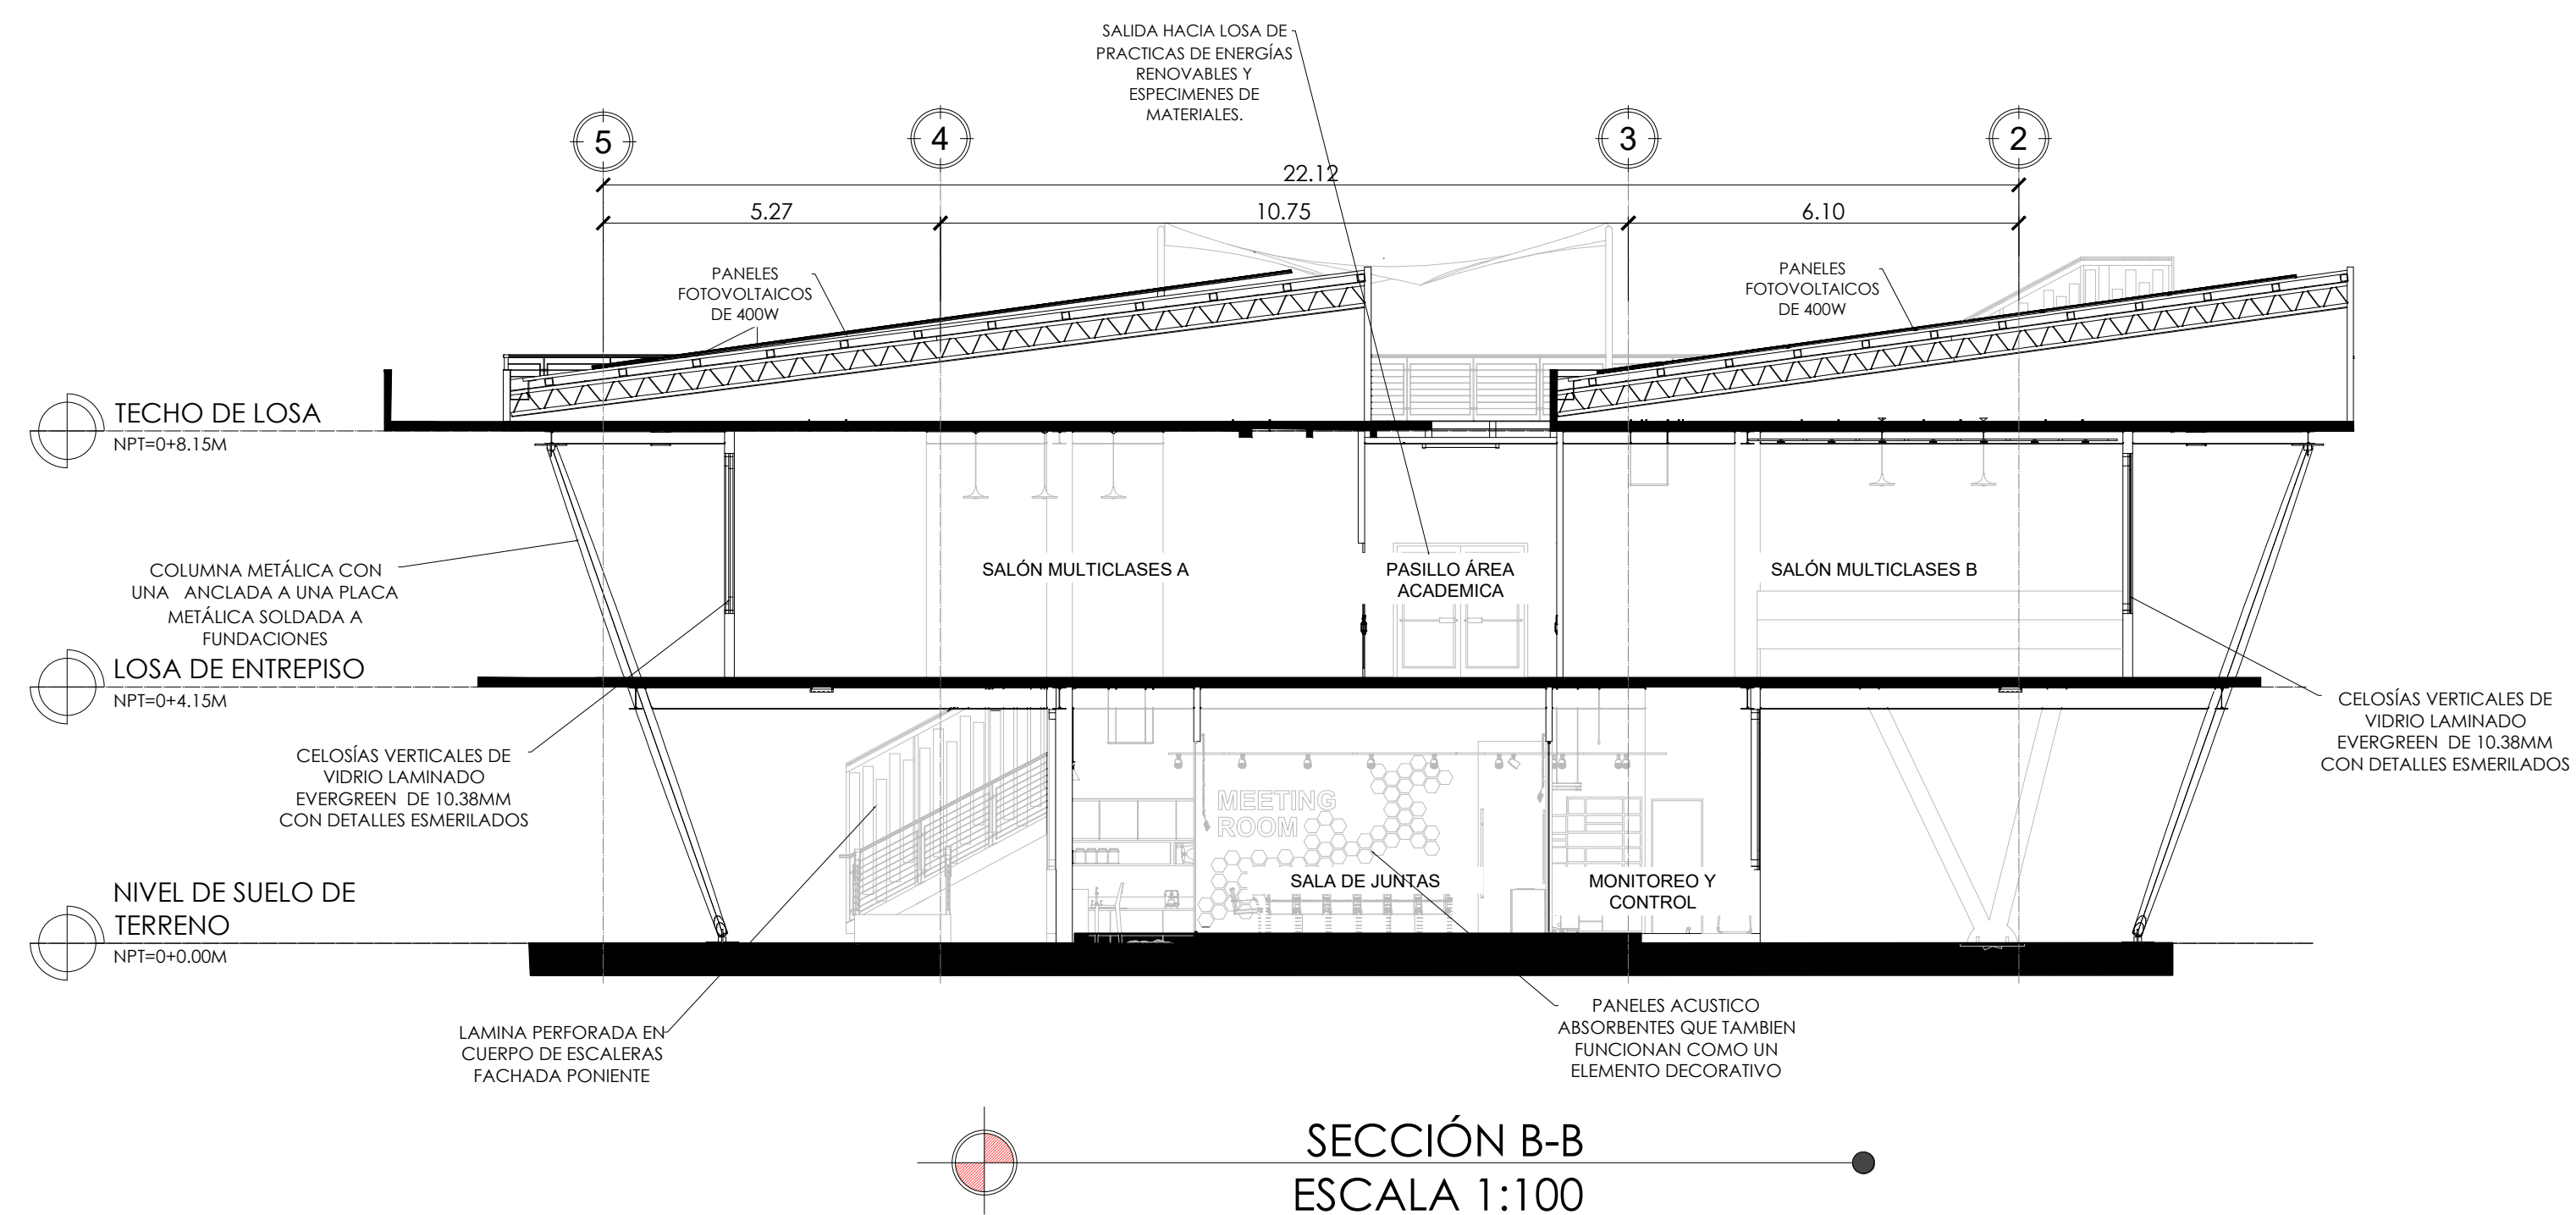 SALIDA HACIA LOSA DE
PRACTICAS DE ENERGÍAS
RENOVABLES Y
ESPECIMENES DE
MATERIALES.
5
4
3
2
22.12
5.27
10.75
6.10
PANELES
FOTOVOLTAICOS
DE 400W
PANELES
FOTOVOLTAICOS
DE 400W
TECHO DE LOSA
NPT=0+8.15M
COLUMNA METÁLICA CON
UNA ANCLADA A UNA PLACA
METÁLICA SOLDADA A
FUNDACIONES
SALÓN MULTICLASES A
PASILLO ÁREA
ACADEMICA
SALÓN MULTICLASES B
LOSA DE ENTREPISO
NPT=0+4.15M
CELOSÍAS VERTICALES DE
VIDRIO LAMINADO
EVERGREEN DE 10.38MM
CON DETALLES ESMERILADOS
CELOSÍAS VERTICALES DE
VIDRIO LAMINADO
EVERGREEN DE 10.38MM
CON DETALLES ESMERILADOS
MEETING
ROOM
SALA DE JUNTAS
MONITOREO Y
CONTROL
NIVEL DE SUELO DE
TERRENO
NPT=0+0.00M
LAMINA PERFORADA EN
CUERPO DE ESCALERAS
FACHADA PONIENTE
PANELES ACUSTICO
ABSORBENTES QUE TAMBIEN
FUNCIONAN COMO UN
ELEMENTO DECORATIVO
SECCIÓN B-B
ESCALA 1:100